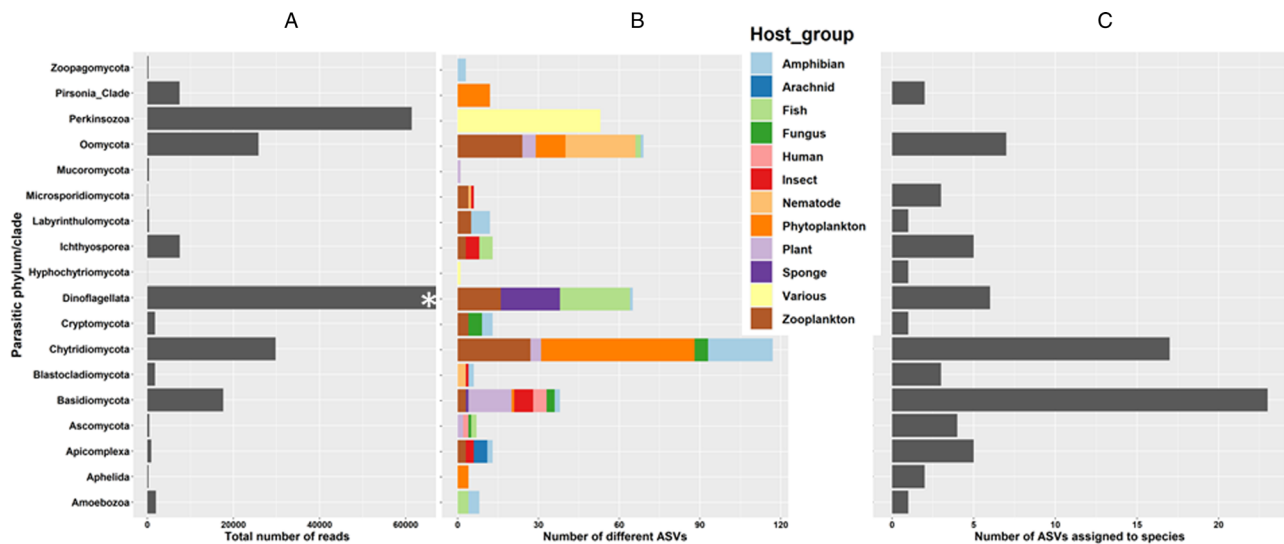 A
B
C
Host_group
Amphibian
Arachnid
Fish
Fungus
Human
Insect
Nematode
Phytoplankton
Plant
Sponge
Various
Zooplankton
Parasitic phylum/clade
Zoopagomycota
Pirsonia_Clade
Perkinsozoa
Oomycota
Mucoromycota
Microsporidiomycota
Labyrinthulomycota
Ichthyosporea
Hyphochytriomycota
Dinoflagellata
*
Cryptomycota
Chytridiomycota
Blastocladiomycota
Basidiomycota
Ascomycota
Apicomplexa
Aphelida
Amoebozoa
0 20000 40000 60000
Total number of reads
0 30 60 90 120
Number of different ASVs
0 5 10 15 20
Number of ASVs assigned to species